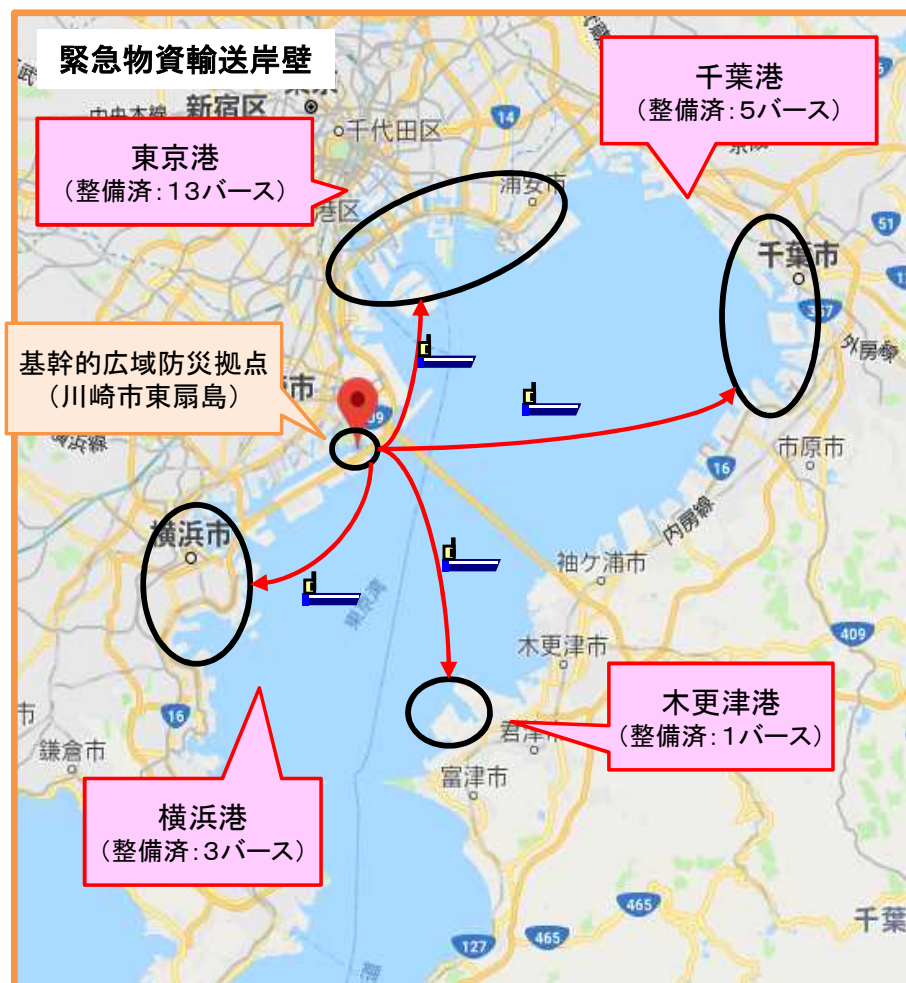 緊急物資輸送岸壁
千葉港
(整備済:5バース)
東京港
(整備済:13バース)
基幹的広域防災拠点
(川崎市東扇島)
木更津港
(整備済:1バース)
横浜港
(整備済:3バース)
中央本線
新宿区
千代田区
14
港区
浦安市
千葉市
51
外房線
市原市
16
内房線
袖ケ浦市
横浜市
木更津市
409
16
鎌倉市
君津市
富津市
465
465
127
千葉